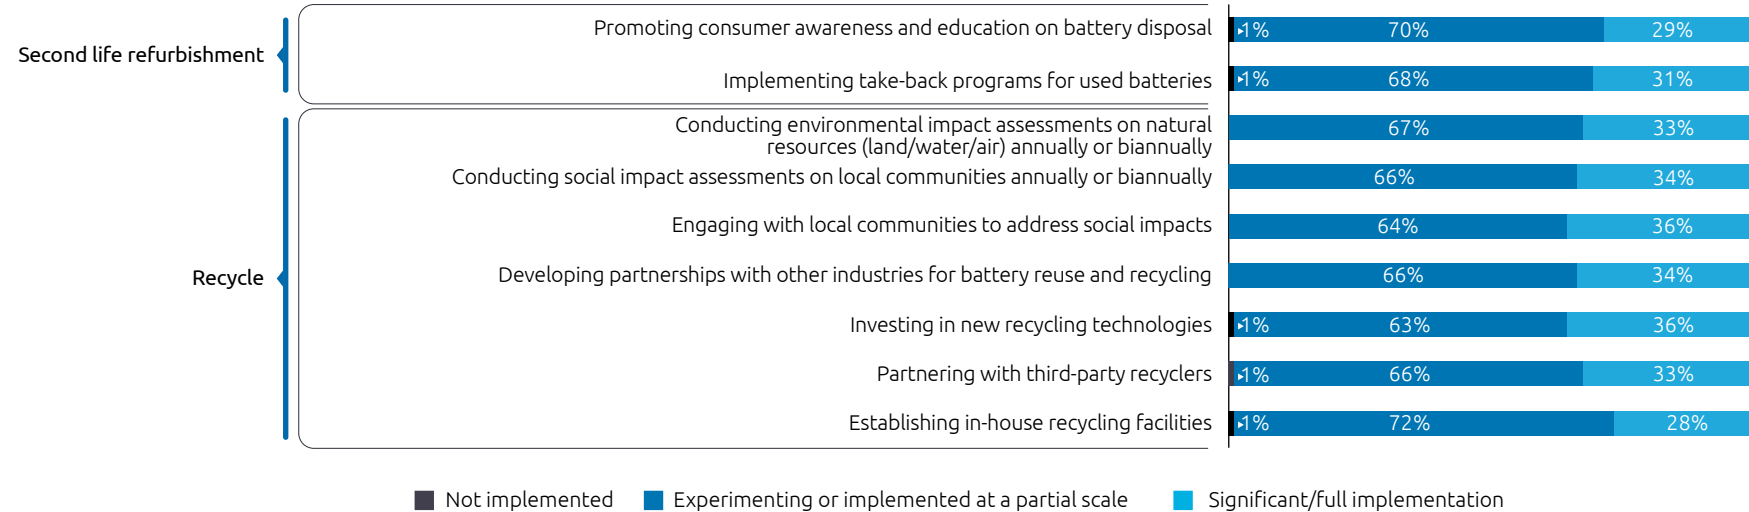 Second life refurbishment
Promoting consumer awareness and education on battery disposal
1% 70% 29%
Implementing take-back programs for used batteries
1% 68% 31%
Recycle
Conducting environmental impact assessments on natural
resources (land/water/air) annually or biannually
67% 33%
Conducting social impact assessments on local communities annually or biannually
66% 34%
Engaging with local communities to address social impacts
64% 36%
Developing partnerships with other industries for battery reuse and recycling
66% 34%
Investing in new recycling technologies
1% 63% 36%
Partnering with third-party recyclers
1% 66% 33%
Establishing in-house recycling facilities
1% 72% 28%
Not implemented
Experimenting or implemented at a partial scale
Significant/full implementation